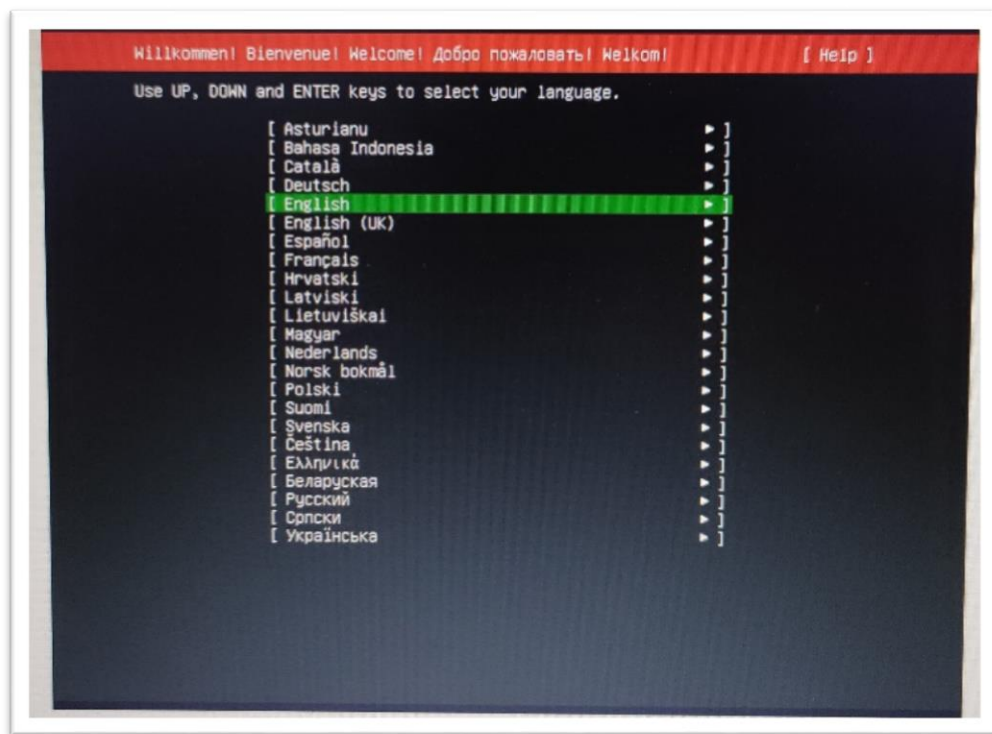 Willkommen! Bienvenue! Welcome! Добро пожаловать! Welkom! [ Help ]
Use UP, DOWN and ENTER keys to select your language.
[ Asturianu ► ]
[ Bahasa Indonesia ► ]
[ Català ► ]
[ Deutsch ► ]
[ English ► ]
[ English (UK) ► ]
[ Español ► ]
[ Français ► ]
[ Hrvatski ► ]
[ Latviski ► ]
[ Lietuviškai ► ]
[ Magyar ► ]
[ Nederlands ► ]
[ Norsk bokmål ► ]
[ Polski ► ]
[ Suomi ► ]
[ Svenska ► ]
[ Čeština ► ]
[ Ελληνικά ► ]
[ Беларуская ► ]
[ Русский ► ]
[ Српски ► ]
[ Українська ► ]